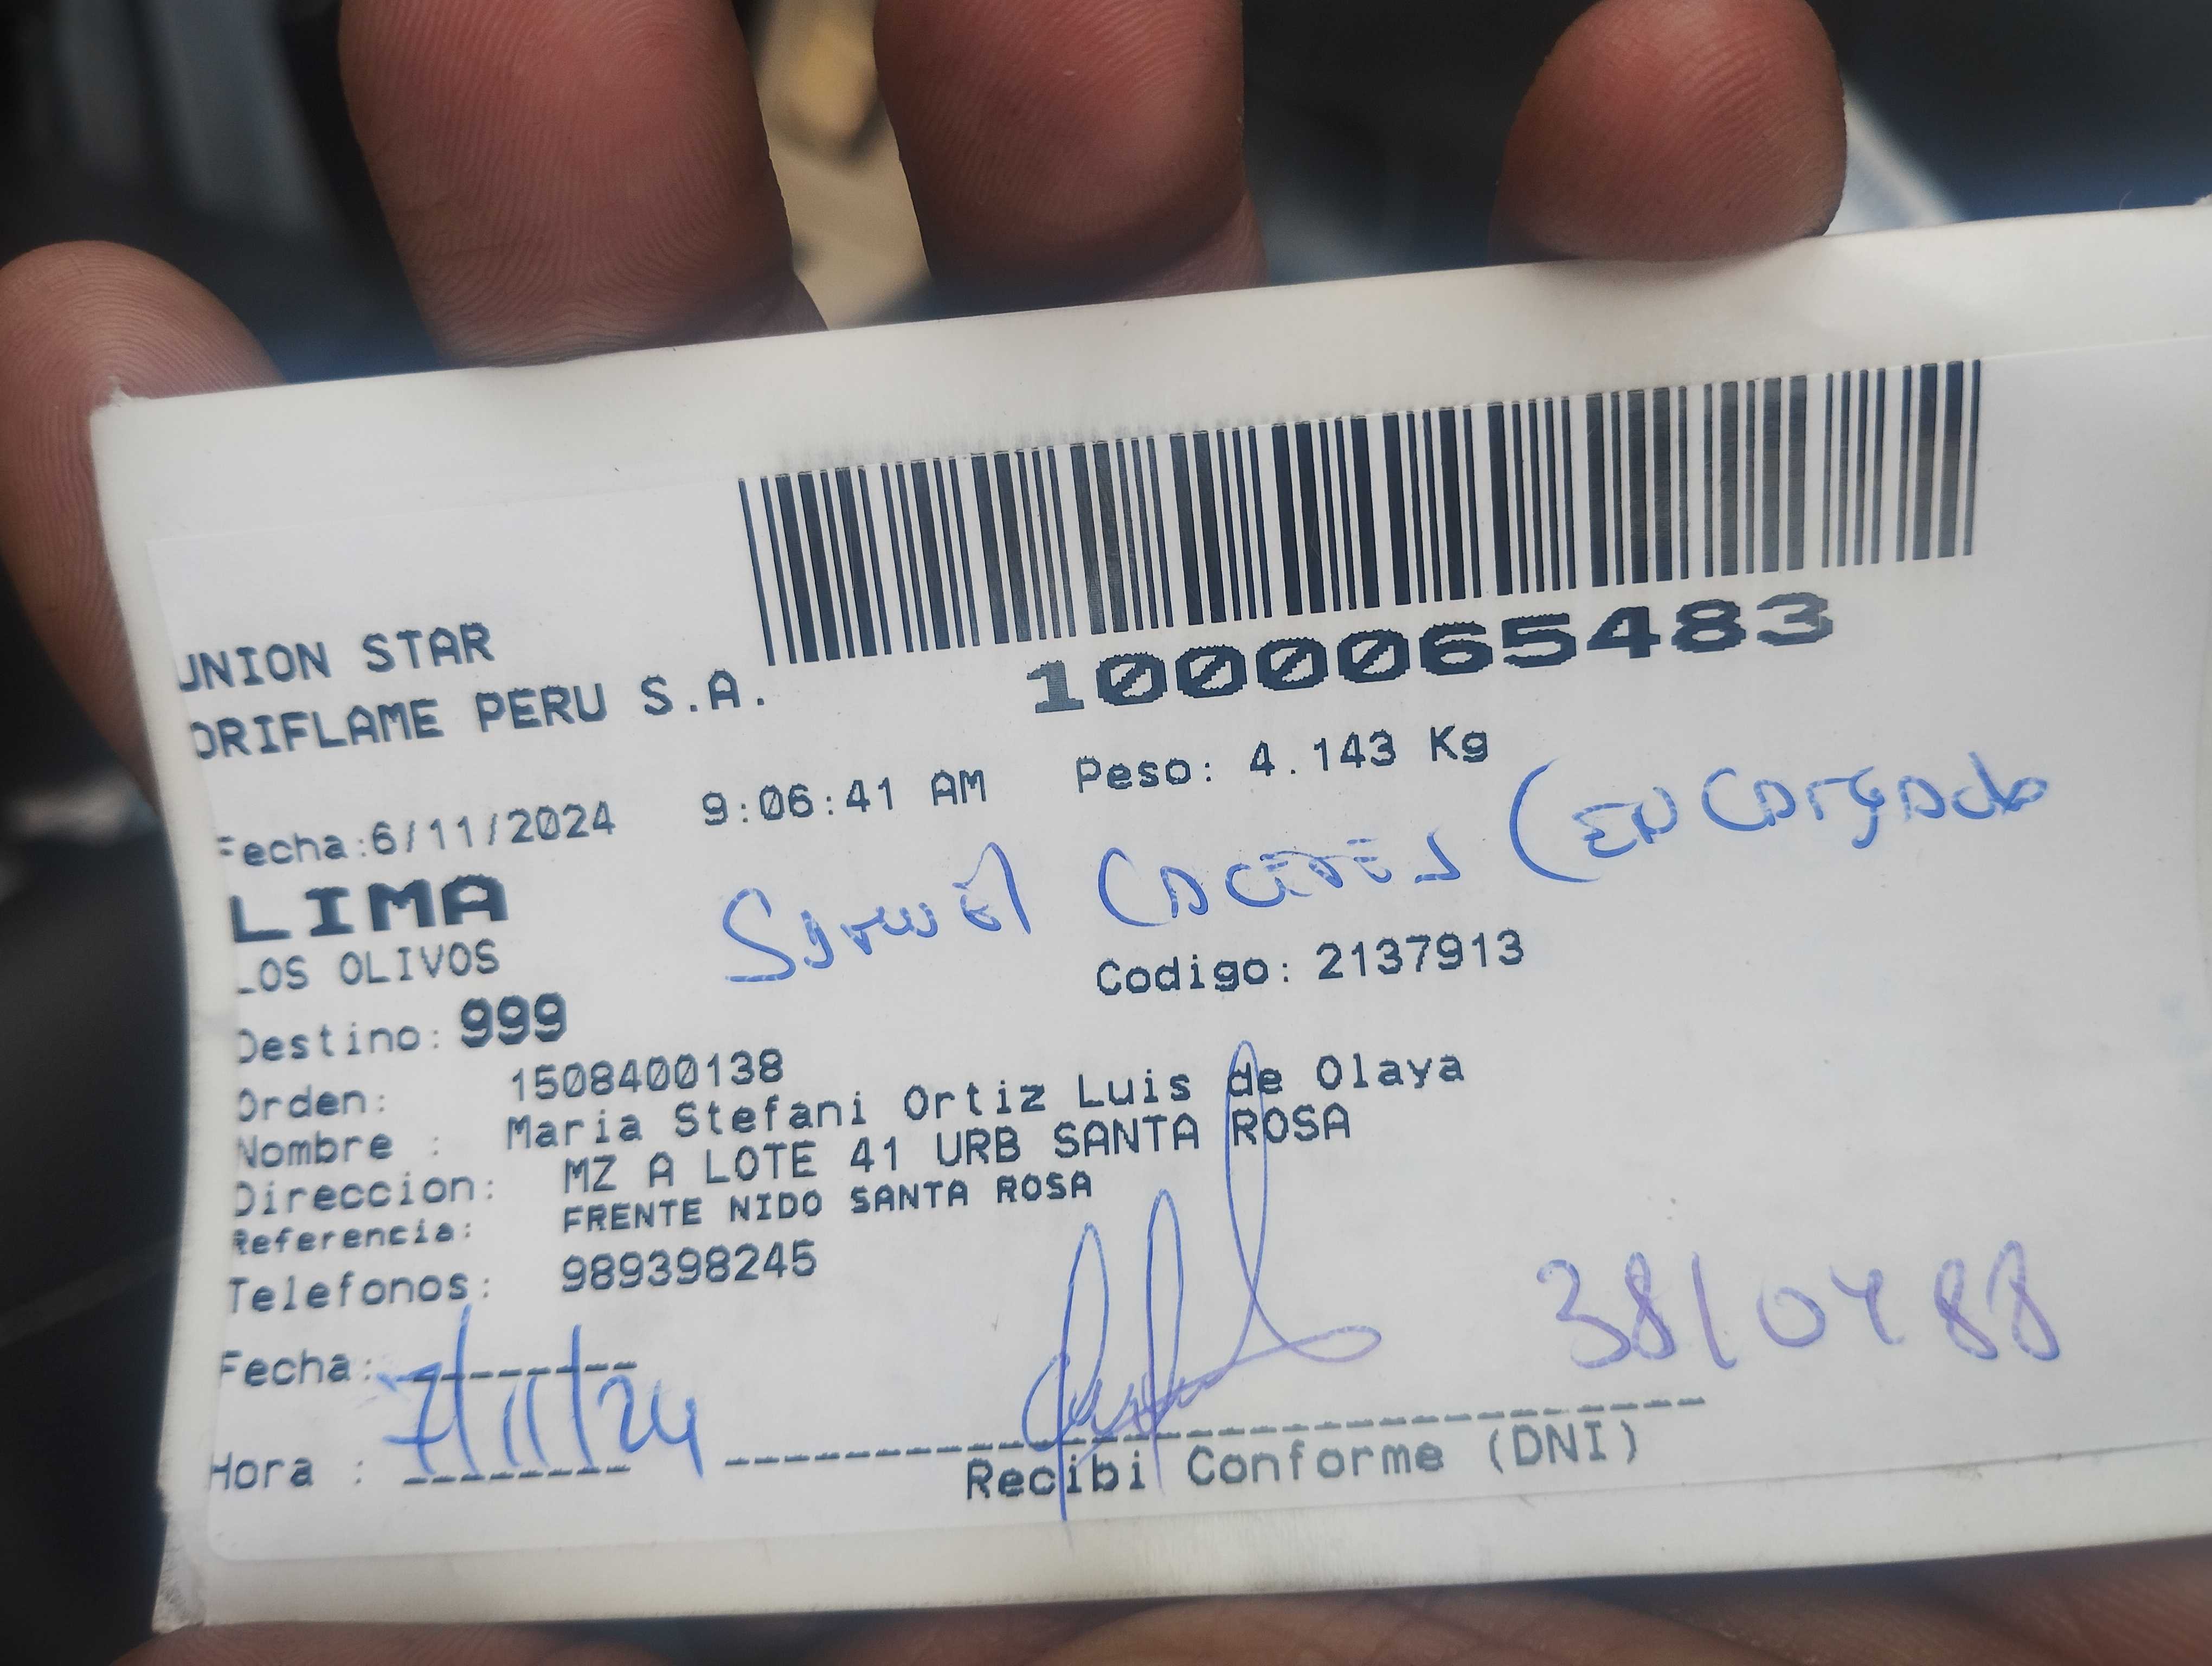 UNION STAR
ORIFLAME PERU S.A.
1000065483
Fecha:6/11/2024 9:06:41 AM Peso: 4.143 Kg
LIMA
(Encargado
LOS OLIVOS
Codigo: 2137913
Destino: 999
Orden: 1508400138
Nombre : Maria Stefani Ortiz Luis de Olaya
Direccion: MZ A LOTE 41 URB SANTA ROSA
Referencia: FRENTE NIDO SANTA ROSA
Telefonos: 989398245
Fecha: 7/11/24
3810488
Hora :
Recibi Conforme (DNI)